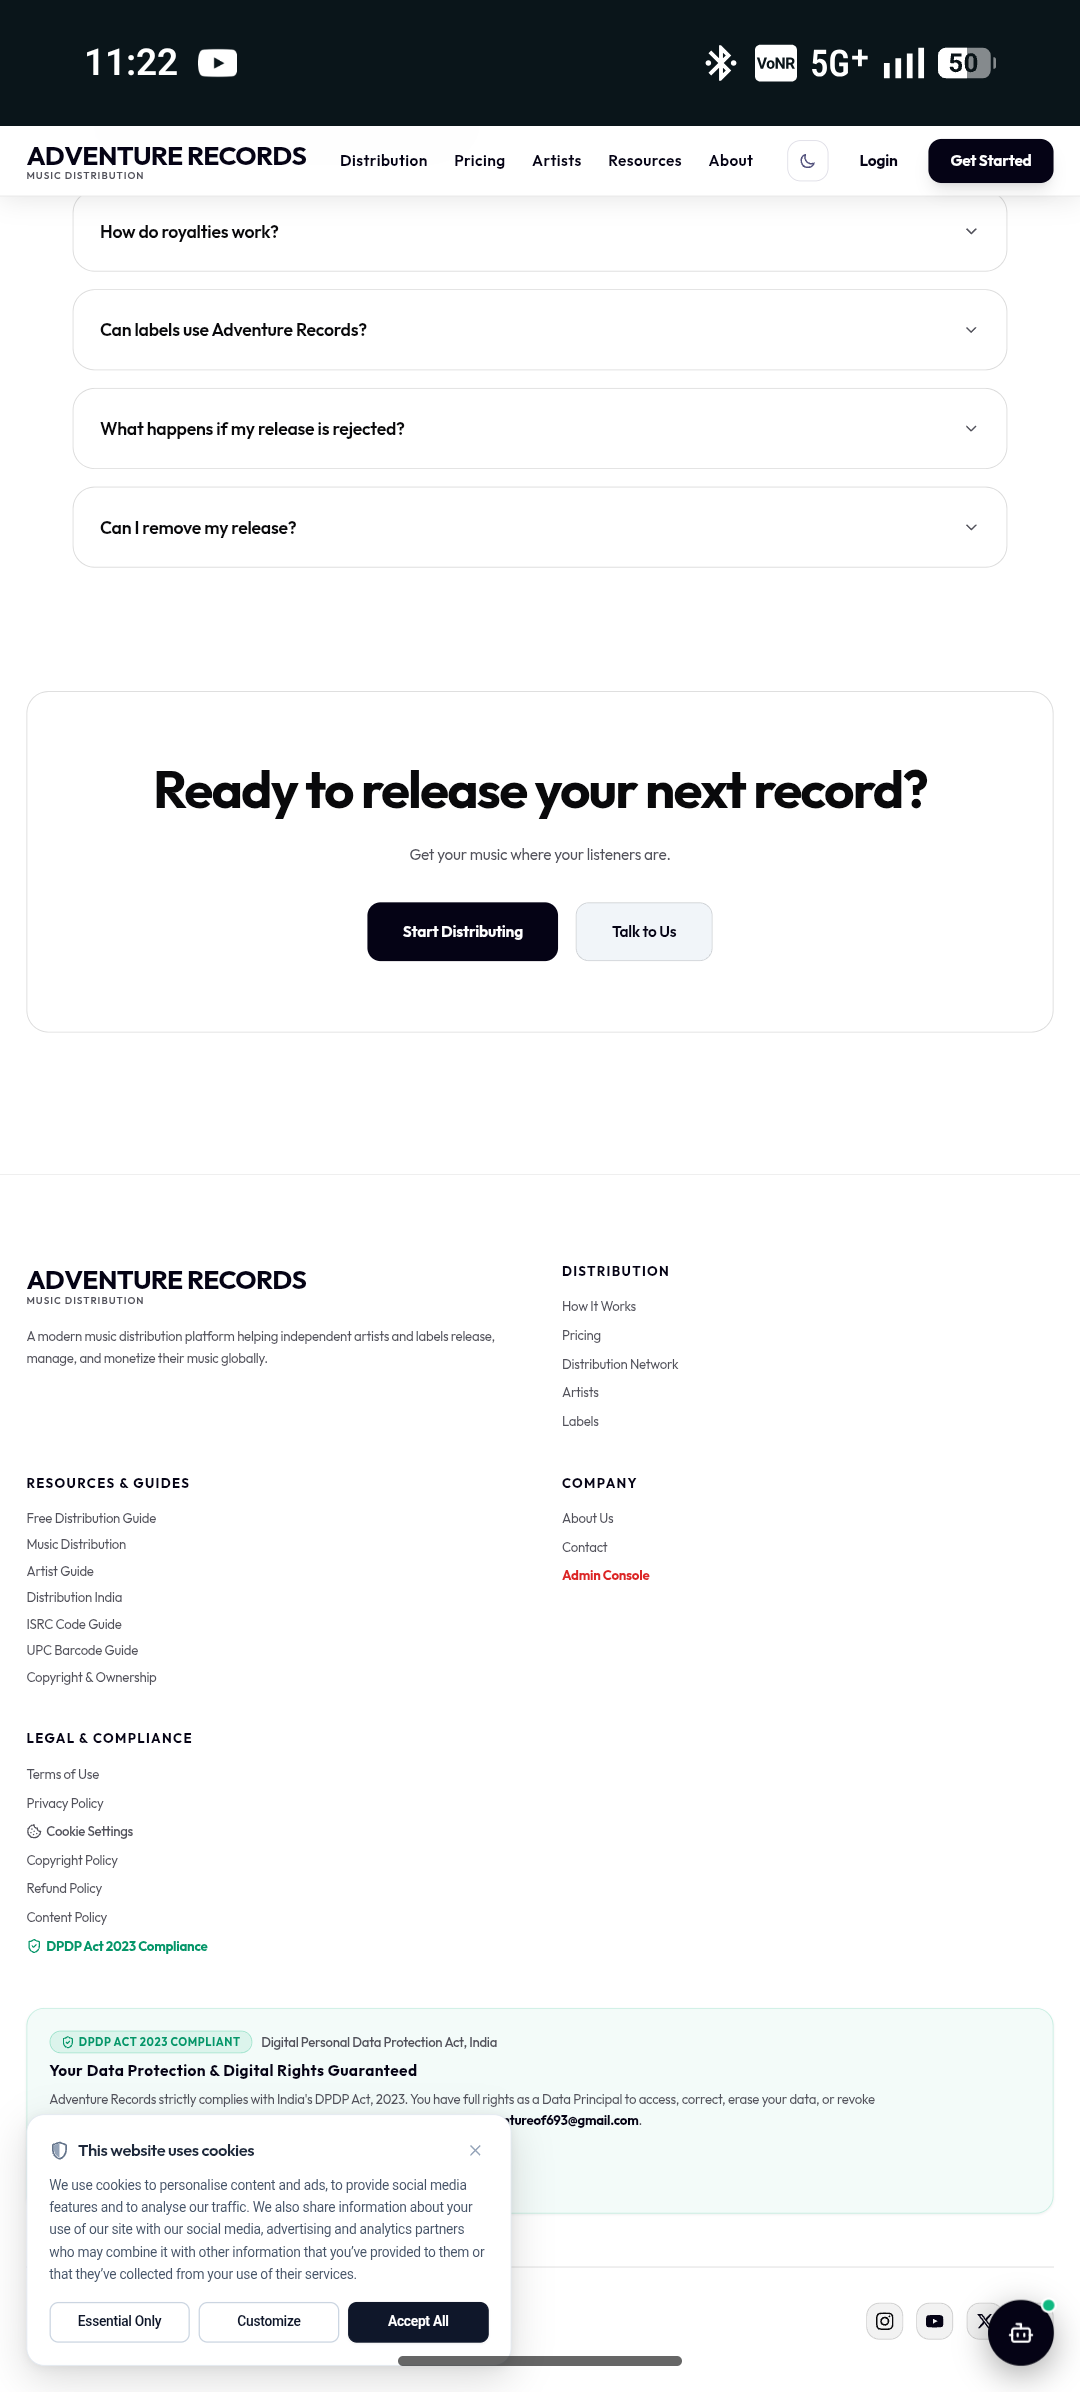 11:22
VoNR 5G+ 50
ADVENTURE RECORDS
MUSIC DISTRIBUTION
Distribution Pricing Artists Resources About Login Get Started
How do royalties work?
Can labels use Adventure Records?
What happens if my release is rejected?
Can I remove my release?
Ready to release your next record?
Get your music where your listeners are.
Start Distributing Talk to Us
ADVENTURE RECORDS
MUSIC DISTRIBUTION
A modern music distribution platform helping independent artists and labels release,
manage, and monetize their music globally.
DISTRIBUTION
How It Works
Pricing
Distribution Network
Artists
Labels
RESOURCES & GUIDES
Free Distribution Guide
Music Distribution
Artist Guide
Distribution India
ISRC Code Guide
UPC Barcode Guide
Copyright & Ownership
COMPANY
About Us
Contact
Admin Console
LEGAL & COMPLIANCE
Terms of Use
Privacy Policy
Cookie Settings
Copyright Policy
Refund Policy
Content Policy
DPDP Act 2023 Compliance
DPDP ACT 2023 COMPLIANT Digital Personal Data Protection Act, India
Your Data Protection & Digital Rights Guaranteed
Adventure Records strictly complies with India's DPDP Act, 2023. You have full rights as a Data Principal to access, correct, erase your data, or revoke
tureof693@gmail.com.
This website uses cookies
We use cookies to personalise content and ads, to provide social media
features and to analyse our traffic. We also share information about your
use of our site with our social media, advertising and analytics partners
who may combine it with other information that you've provided to them or
that they've collected from your use of their services.
Essential Only Customize Accept All